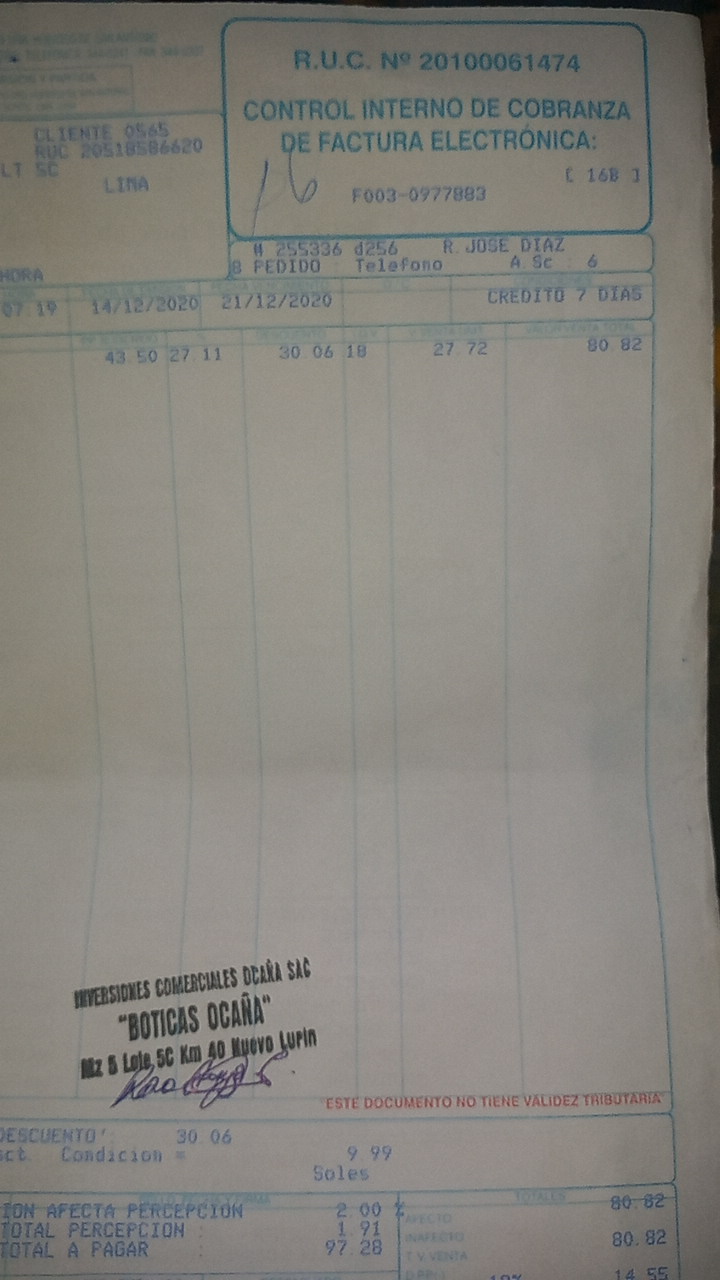 R.U.C. Nº 20100061474
CONTROL INTERNO DE COBRANZA
DE FACTURA ELECTRÓNICA:
[ 16B ]
F003-0977883
CLIENTE 0565
RUC 20518586620
LT SC
LIMA
# 255336 d256 R. JOSE DIAZ
HORA 8 PEDIDO Telefono A.Sc 6
07.19 14/12/2020 21/12/2020 CREDITO 7 DIAS
VALOR VENTA TOTAL
43.50 27.11 30.06 18 27.72 80.82
INVERSIONES COMERCIALES OCAÑA SAC
"BOTICAS OCAÑA"
Mz B Lote 5C Km 40 Nuevo Lurin
ESTE DOCUMENTO NO TIENE VALIDEZ TRIBUTARIA
DESCUENTO : 30.06
sct. Condicion = 9.99
Soles
TOTALES
ION AFECTA PERCEPCION 2.00 % 80.82
AFECTO
TOTAL PERCEPCION : 1.91
INAFECTO 80.82
TOTAL A PAGAR : 97.28
T.V. VENTA
14.55